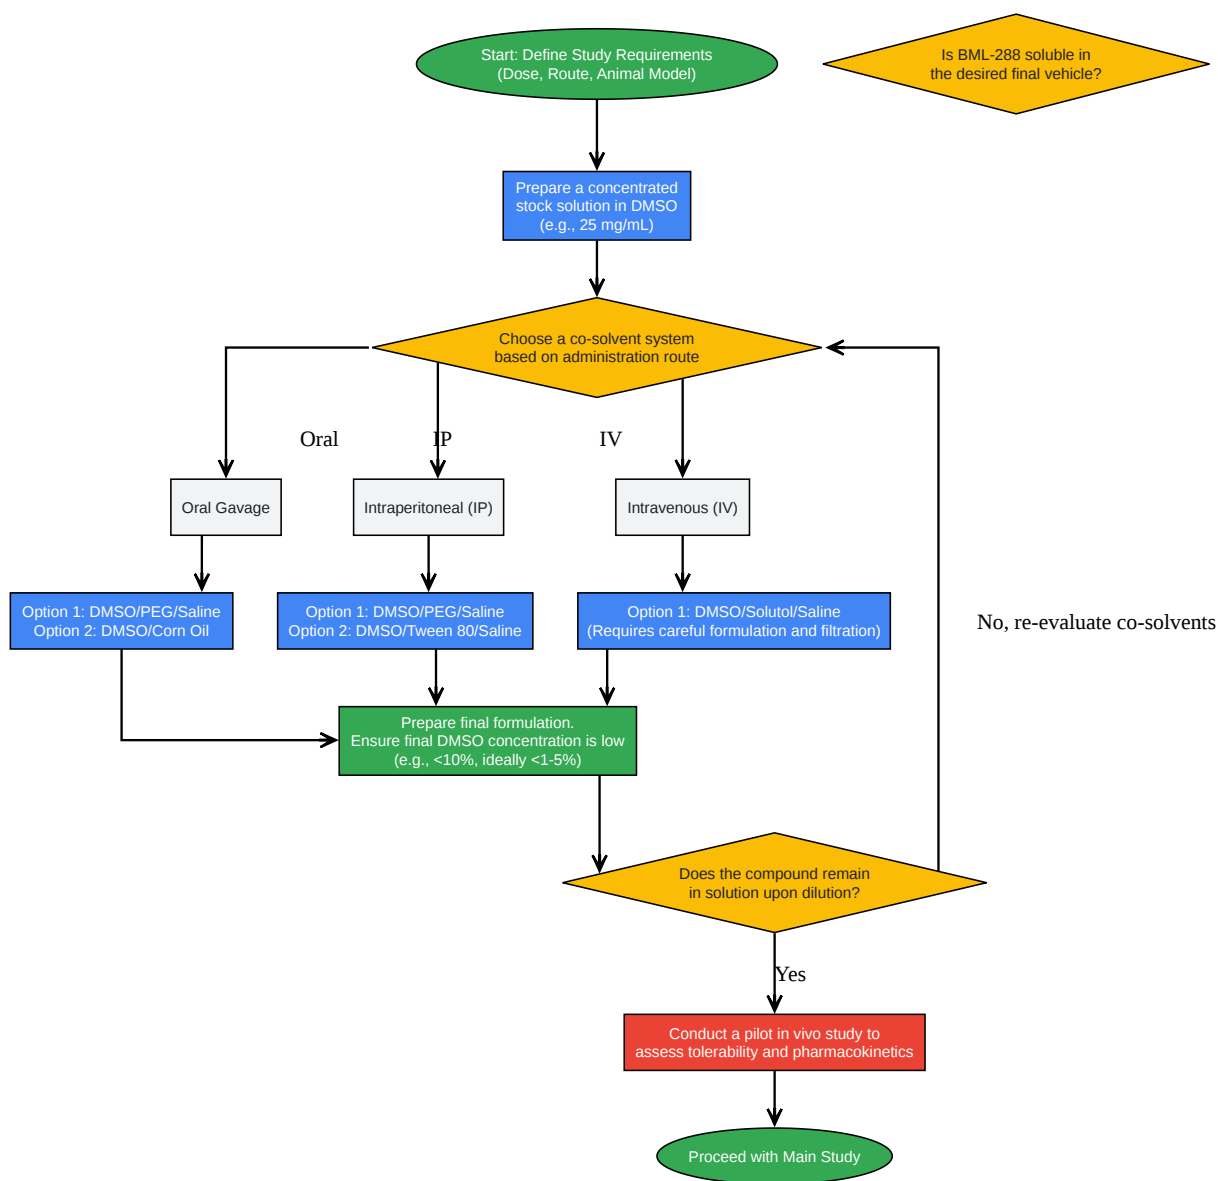 Start: Define Study Requirements
(Dose, Route, Animal Model)
Is BML-288 soluble in
the desired final vehicle?
Prepare a concentrated
stock solution in DMSO
(e.g., 25 mg/mL)
Choose a co-solvent system
based on administration route
Oral
IP
IV
Oral Gavage
Intraperitoneal (IP)
Intravenous (IV)
Option 1: DMSO/PEG/Saline
Option 2: DMSO/Corn Oil
Option 1: DMSO/PEG/Saline
Option 2: DMSO/Tween 80/Saline
Option 1: DMSO/Solutol/Saline
(Requires careful formulation and filtration)
No, re-evaluate co-solvents
Prepare final formulation.
Ensure final DMSO concentration is low
(e.g., <10%, ideally <1-5%)
Does the compound remain
in solution upon dilution?
Yes
Conduct a pilot in vivo study to
assess tolerability and pharmacokinetics
Proceed with Main Study